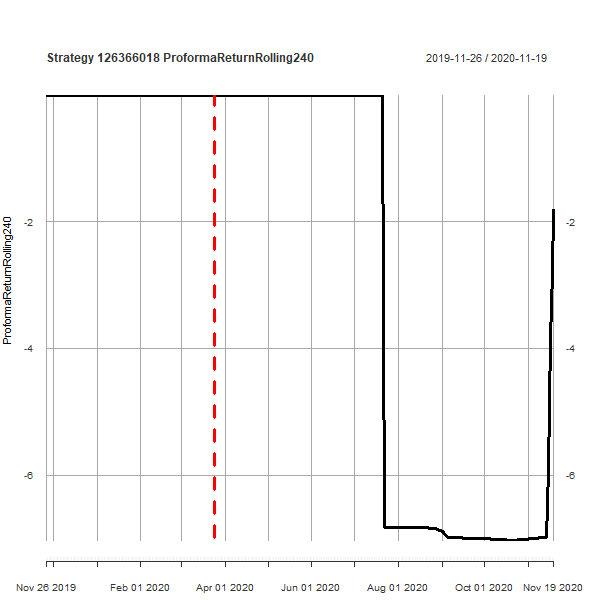 Strategy 126366018 ProformaReturnRolling240
2019-11-26 / 2020-11-19
ProformaReturnRolling240
-2
-2
-4
-4
-6
-6
Nov 26 2019
Feb 01 2020
Apr 01 2020
Jun 01 2020
Aug 01 2020
Oct 01 2020
Nov 19 2020